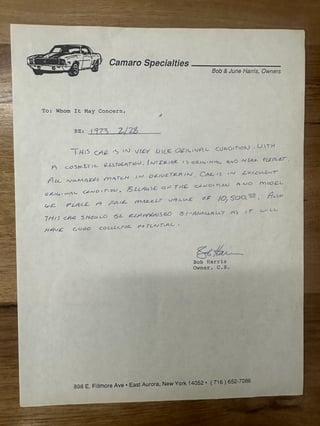 Camaro Specialties
Bob & June Harris, Owners
To: Whom It May Concern,
RE: 1973 Z/28
THIS CAR IS IN VERY NICE ORIGINAL CONDITION. WITH
A COSMETIC RESTORATION. INTERIOR IS ORIGINAL AND NEAR PERFECT.
ALL NUMBERS MATCH IN DRIVETRAIN. CAR IS IN EXCELLENT
ORIGINAL CONDITION. BECAUSE OF THE CONDITION AND MODEL
WE PLACE A FAIR MARKET VALUE OF 10,500.00. ALSO
THIS CAR SHOULD BE REAPPRAISED BI-ANNUALLY AS IT WILL
HAVE GOOD COLLECTOR POTENTIAL.
Bob Harris
Bob Harris
Owner, C.S.
898 E. Fillmore Ave • East Aurora, New York 14052 • (716) 652-7086